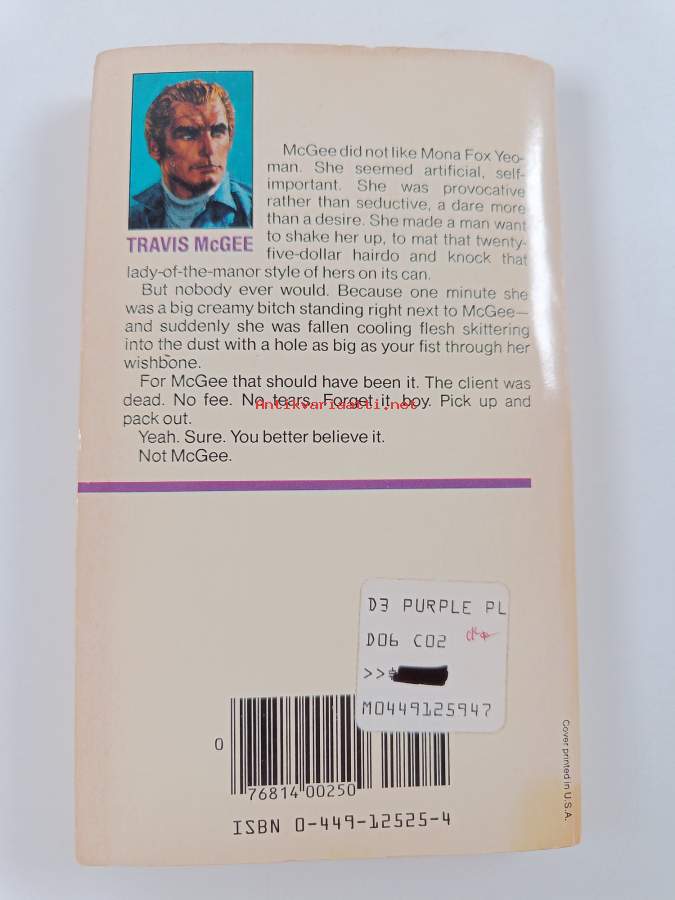 McGee did not like Mona Fox Yeo-
man. She seemed artificial, self-
important. She was provocative
rather than seductive, a dare more
than a desire. She made a man want
to shake her up, to mat that twenty-
five-dollar hairdo and knock that
lady-of-the-manor style of hers on its can.
TRAVIS McGEE
But nobody ever would. Because one minute she
was a big creamy bitch standing right next to McGee—
and suddenly she was fallen cooling flesh skittering
into the dust with a hole as big as your fist through her
wishbone.
For McGee that should have been it. The client was
dead. No fee. No tears. Forget it, boy. Pick up and
Antikvariaatti.net
pack out.
Yeah. Sure. You better believe it.
Not McGee.
D3 PURPLE PL
D06 C02
>>
M0449125947
0
76814 00250
ISBN 0-449-12525-4
Cover printed in U.S.A.